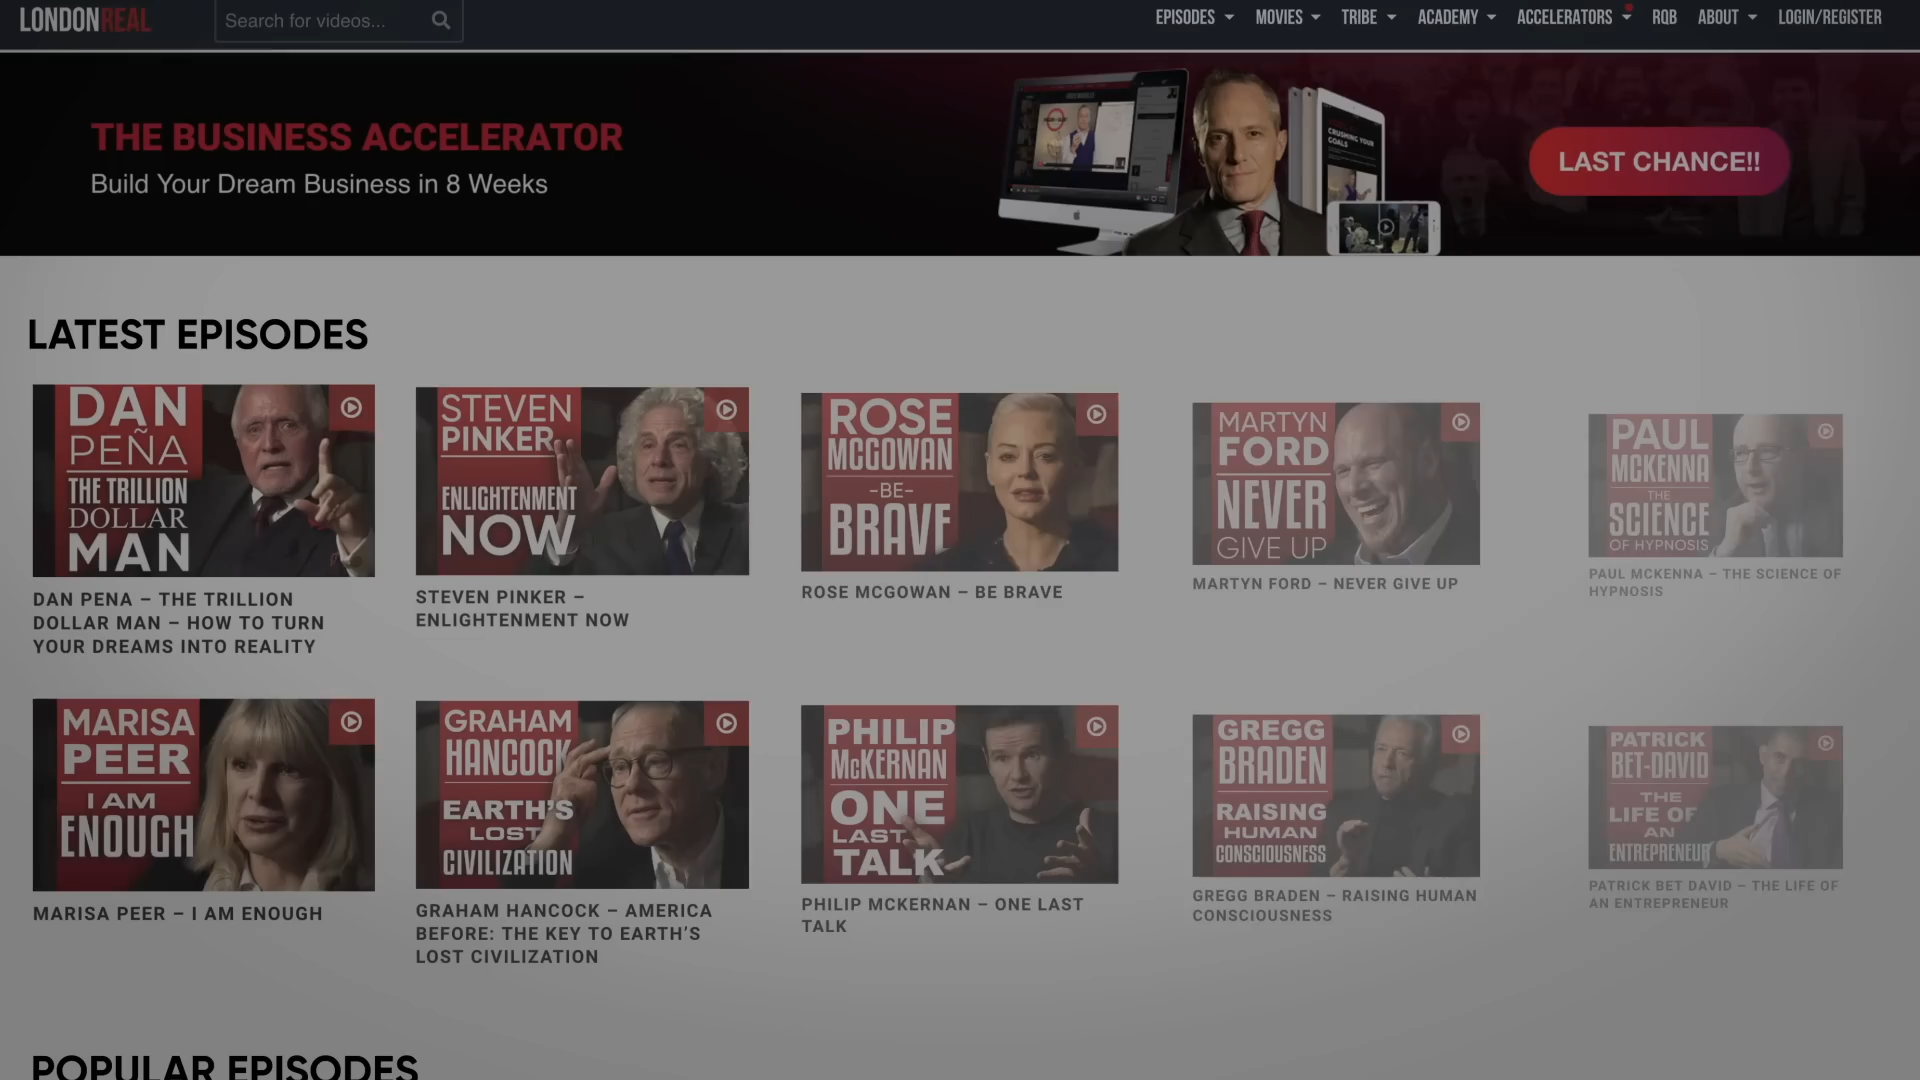 LONDONREAL
Search for videos...
EPISODES
MOVIES
TRIBE
ACADEMY
ACCELERATORS
RQB
ABOUT
LOGIN/REGISTER
THE BUSINESS ACCELERATOR
Build Your Dream Business in 8 Weeks
CRUSHING YOUR
GOALS
LAST CHANCE!!
LATEST EPISODES
DAN
PEÑA
THE TRILLION
DOLLAR
MAN
DAN PENA – THE TRILLION
DOLLAR MAN – HOW TO TURN
YOUR DREAMS INTO REALITY
STEVEN
PINKER
ENLIGHTENMENT
NOW
STEVEN PINKER –
ENLIGHTENMENT NOW
ROSE
MCGOWAN
-BE-
BRAVE
ROSE MCGOWAN – BE BRAVE
MARTYN
FORD
NEVER
GIVE UP
MARTYN FORD – NEVER GIVE UP
PAUL
MCKENNA
THE
SCIENCE
OF HYPNOSIS
PAUL MCKENNA – THE SCIENCE OF
HYPNOSIS
MARISA
PEER
I AM
ENOUGH
MARISA PEER – I AM ENOUGH
GRAHAM
HANCOCK
EARTH'S
LOST
CIVILIZATION
GRAHAM HANCOCK – AMERICA
BEFORE: THE KEY TO EARTH'S
LOST CIVILIZATION
PHILIP
McKERNAN
ONE
LAST
TALK
PHILIP MCKERNAN – ONE LAST
TALK
GREGG
BRADEN
RAISING
HUMAN
CONSCIOUSNESS
GREGG BRADEN – RAISING HUMAN
CONSCIOUSNESS
PATRICK
BET-DAVID
THE
LIFE OF
AN
ENTREPRENEUR
PATRICK BET DAVID – THE LIFE OF
AN ENTREPRENEUR
POPULAR EPISODES